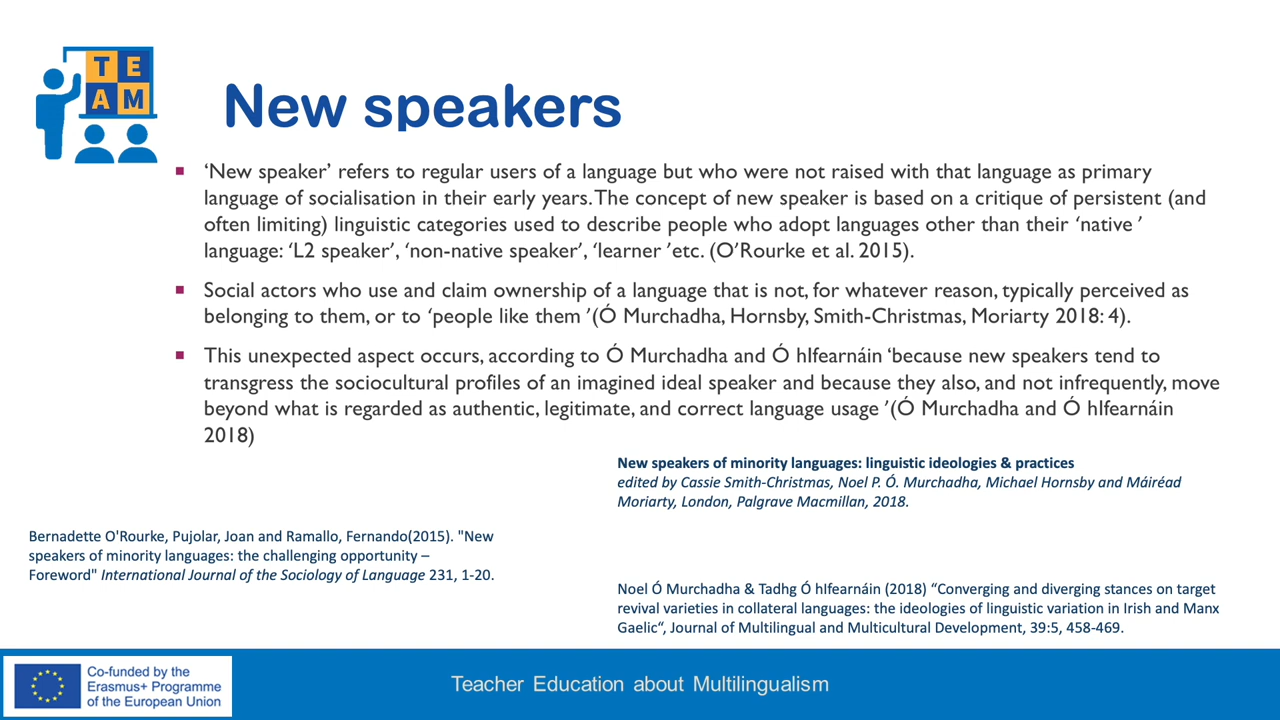 T E
A M
New speakers
▪ ‘New speaker’ refers to regular users of a language but who were not raised with that language as primary
language of socialisation in their early years. The concept of new speaker is based on a critique of persistent (and
often limiting) linguistic categories used to describe people who adopt languages other than their ‘native ’
language: ‘L2 speaker’, ‘non-native speaker’, ‘learner ’etc. (O’Rourke et al. 2015).
▪ Social actors who use and claim ownership of a language that is not, for whatever reason, typically perceived as
belonging to them, or to ‘people like them ’(Ó Murchadha, Hornsby, Smith-Christmas, Moriarty 2018: 4).
▪ This unexpected aspect occurs, according to Ó Murchadha and Ó hIfearnáin ‘because new speakers tend to
transgress the sociocultural profiles of an imagined ideal speaker and because they also, and not infrequently, move
beyond what is regarded as authentic, legitimate, and correct language usage ’(Ó Murchadha and Ó hIfearnáin
2018)
New speakers of minority languages: linguistic ideologies & practices
edited by Cassie Smith-Christmas, Noel P. Ó. Murchadha, Michael Hornsby and Máiréad
Moriarty, London, Palgrave Macmillan, 2018.
Bernadette O'Rourke, Pujolar, Joan and Ramallo, Fernando(2015). "New
speakers of minority languages: the challenging opportunity –
Foreword" International Journal of the Sociology of Language 231, 1-20.
Noel Ó Murchadha & Tadhg Ó hIfearnáin (2018) “Converging and diverging stances on target
revival varieties in collateral languages: the ideologies of linguistic variation in Irish and Manx
Gaelic“, Journal of Multilingual and Multicultural Development, 39:5, 458-469.
Co-funded by the
Erasmus+ Programme
of the European Union
Teacher Education about Multilingualism